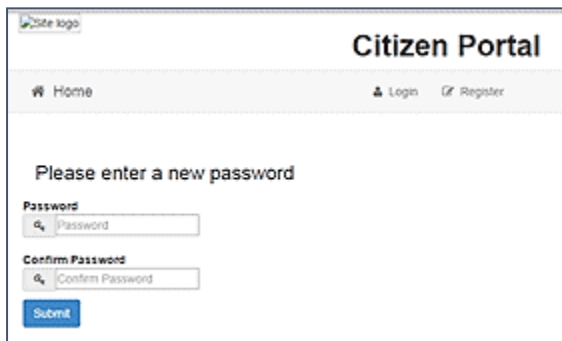 Site logo
Citizen Portal
Home Login Register
Please enter a new password
Password
Password
Confirm Password
Confirm Password
Submit